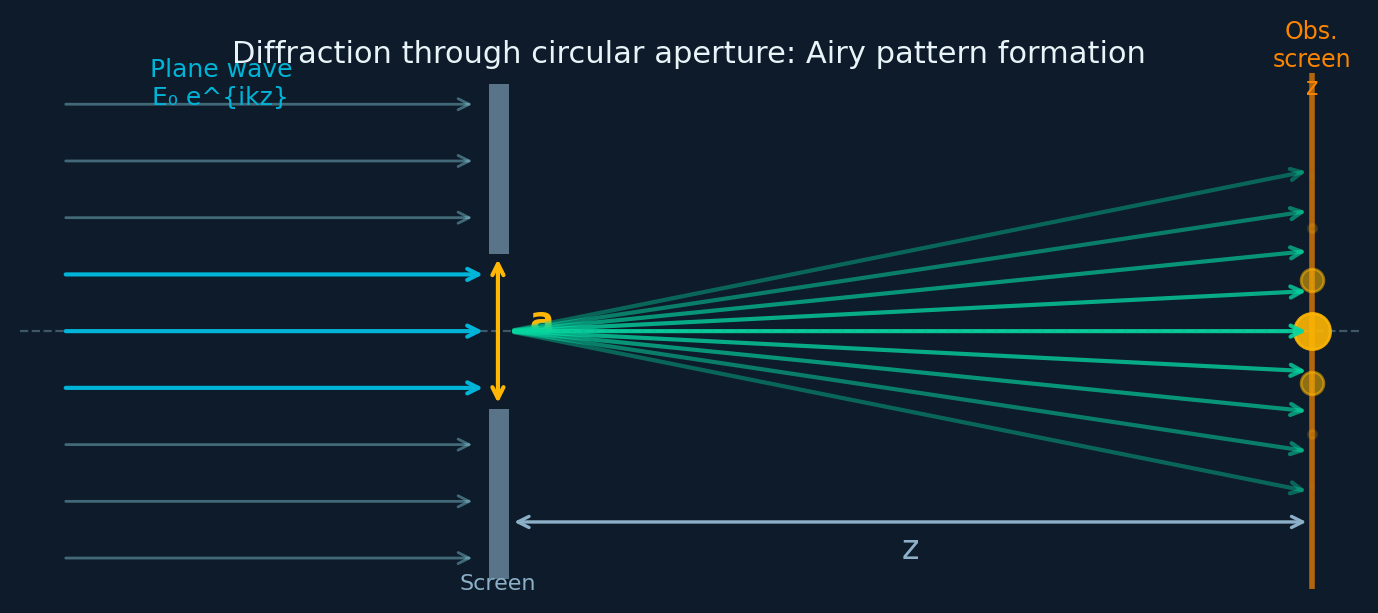 Diffraction through circular aperture: Airy pattern formation
Plane wave
E₀ e^{ikz}
Obs.
screen
z
a
z
Screen